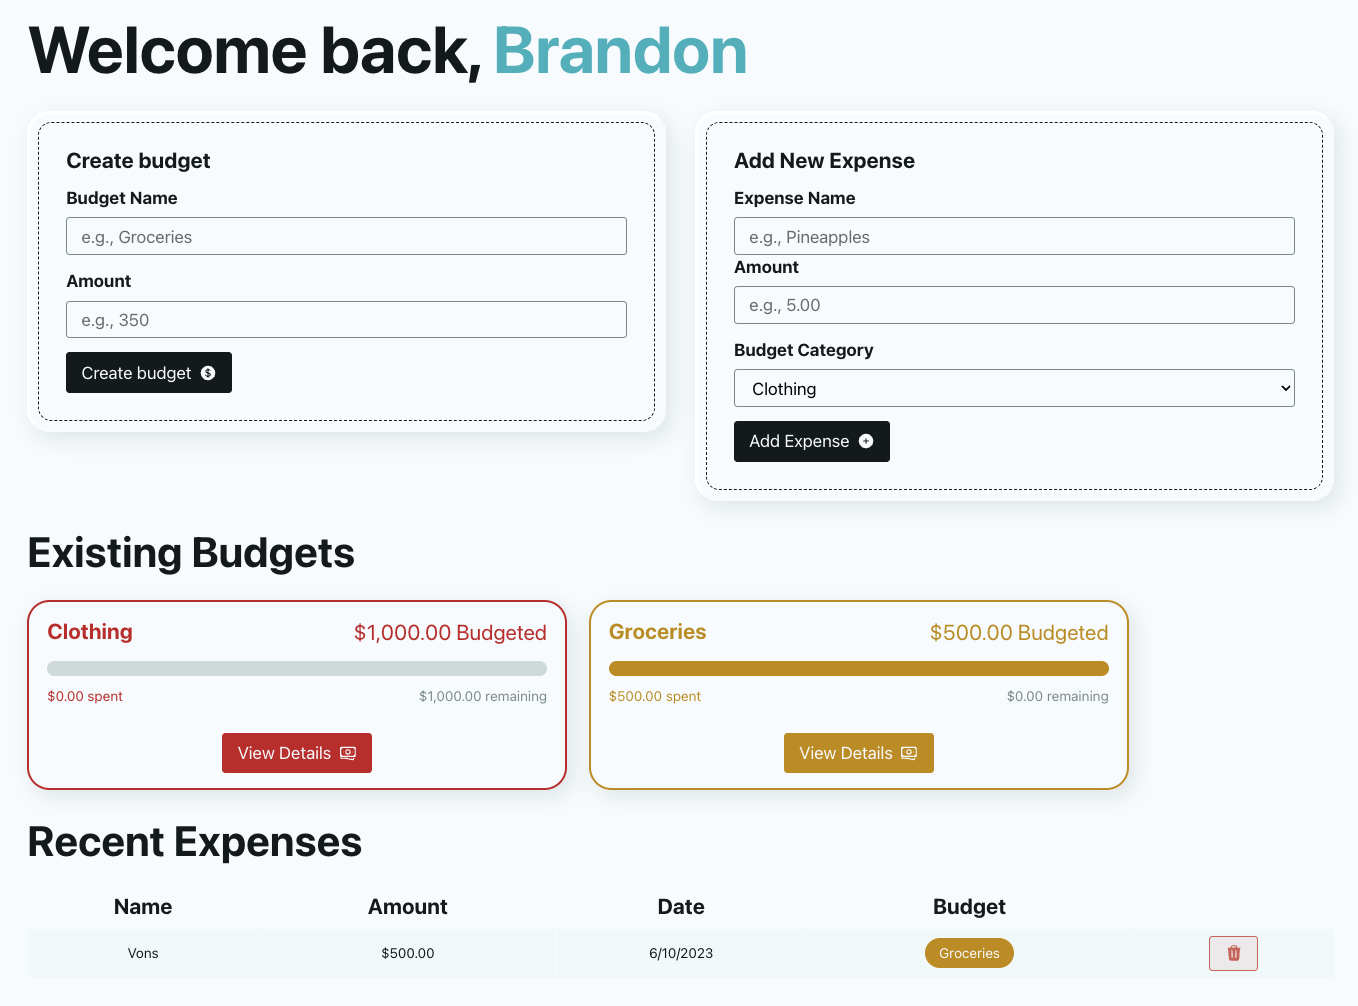 Welcome back, Brandon
Create budget
Budget Name
e.g., Groceries
Amount
e.g., 350
Create budget
Add New Expense
Expense Name
e.g., Pineapples
Amount
e.g., 5.00
Budget Category
Clothing
Add Expense
Existing Budgets
Clothing $1,000.00 Budgeted
$0.00 spent $1,000.00 remaining
View Details
Groceries $500.00 Budgeted
$500.00 spent $0.00 remaining
View Details
Recent Expenses
Name Amount Date Budget
Vons $500.00 6/10/2023 Groceries